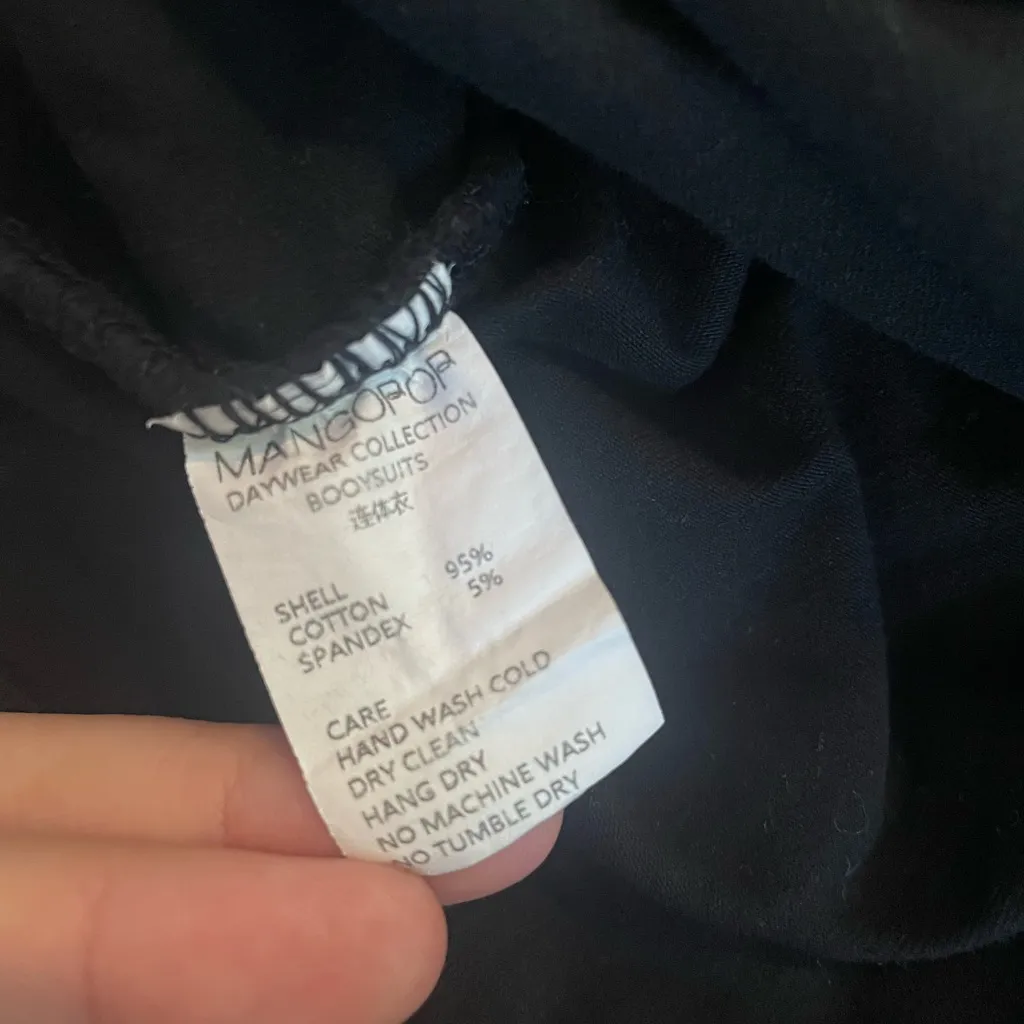 MANGOPOP
DAYWEAR COLLECTION
BOOYSUITS
连体衣
SHELL
COTTON 95%
SPANDEX 5%
CARE
HAND WASH COLD
DRY CLEAN
HANG DRY
NO MACHINE WASH
NO TUMBLE DRY